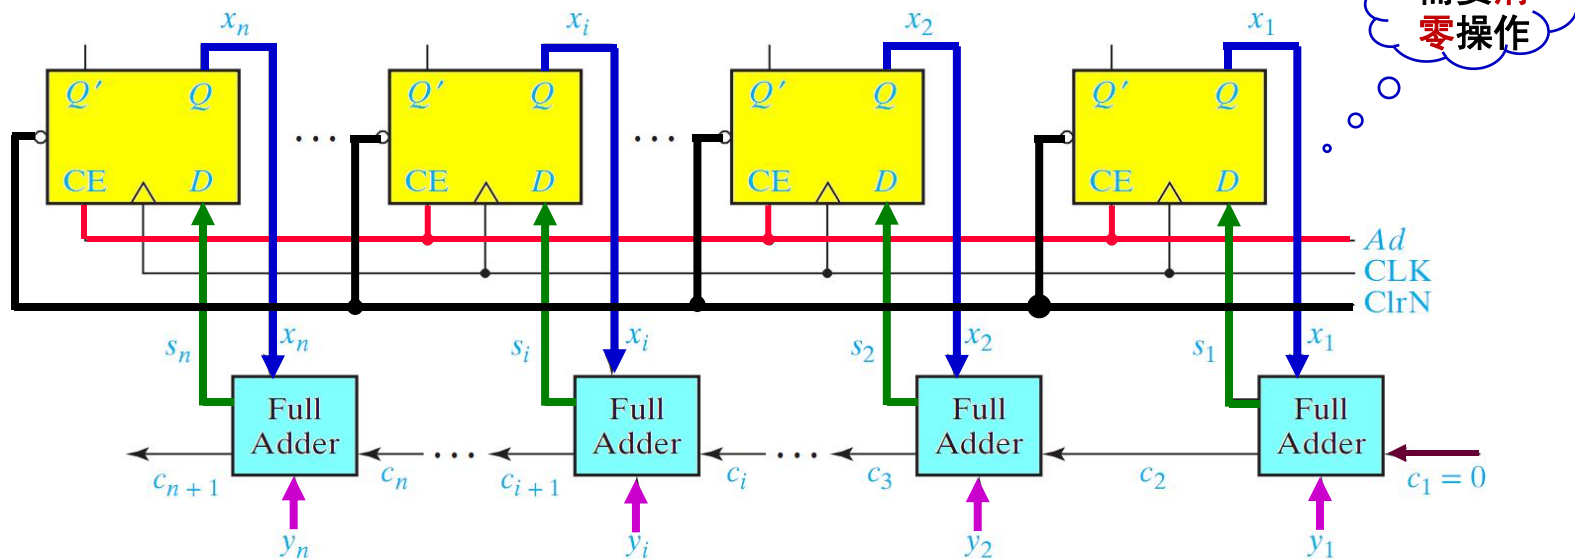 零操作
xₙ xᵢ x₂ x₁
Q′ Q Q′ Q Q′ Q Q′ Q
··· ···
CE D CE D CE D CE D
Ad
CLK
ClrN
sₙ xₙ sᵢ xᵢ s₂ x₂ s₁ x₁
Full Full Full Full
Adder Adder Adder Adder
cₙ₊₁ cₙ ··· cᵢ₊₁ cᵢ ··· c₃ c₂ c₁ = 0
yₙ yᵢ y₂ y₁